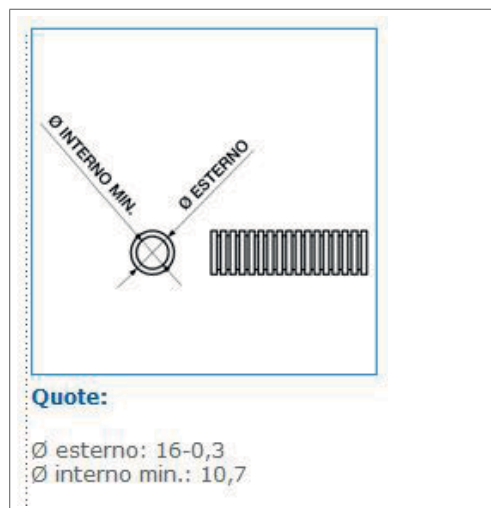 Ø INTERNO MIN.
Ø ESTERNO
Quote:
Ø esterno: 16-0,3
Ø interno min.: 10,7